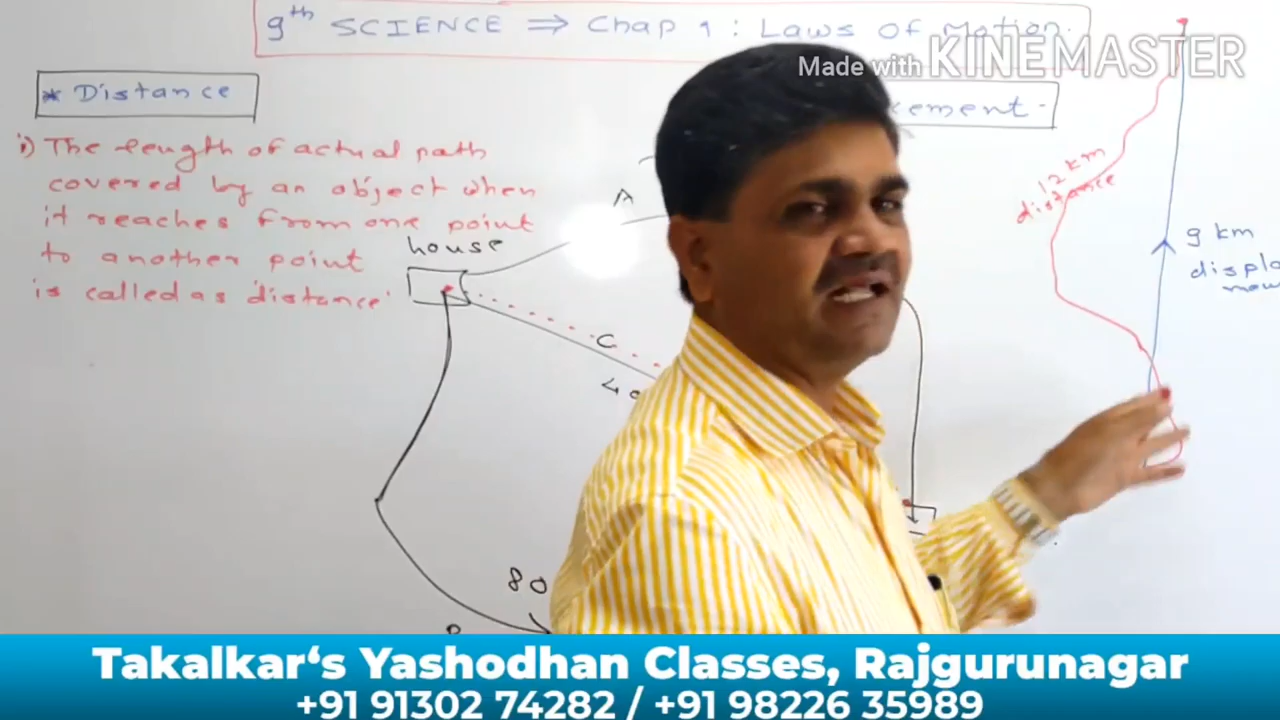 9th SCIENCE ⇒ Chap 1 : Laws of Motion.
Made with KINEMASTER
* Distance
cement.
i) The length of actual path
covered by an object when
it reaches from one point
to another point
is called as 'distance'
house
A
C
80
12 km
distance
9 km
Takalkar‘s Yashodhan Classes, Rajgurunagar
+91 91302 74282 / +91 98226 35989